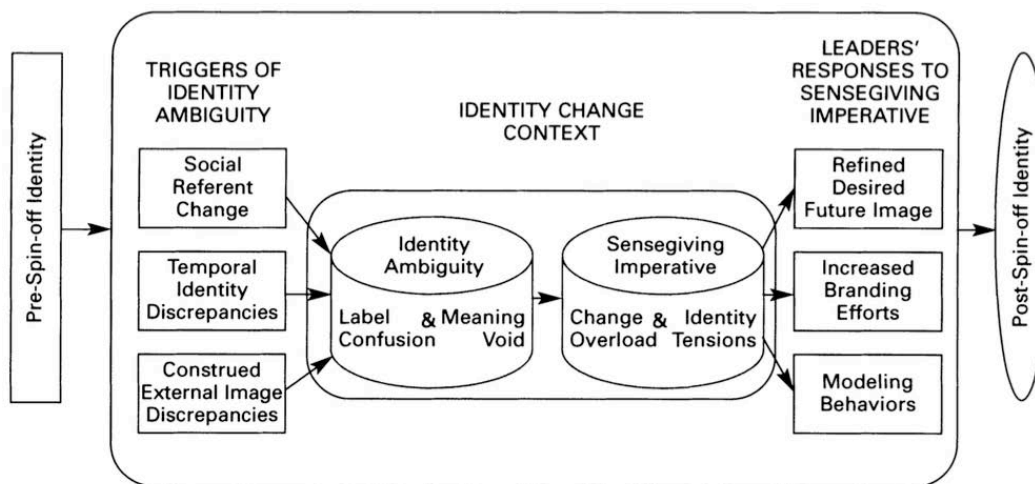 Pre-Spin-off Identity
TRIGGERS OF
IDENTITY
AMBIGUITY
Social
Referent
Change
Temporal
Identity
Discrepancies
Construed
External Image
Discrepancies
IDENTITY CHANGE
CONTEXT
Identity
Ambiguity
Label & Meaning
Confusion Void
Sensegiving
Imperative
Change & Identity
Overload Tensions
LEADERS'
RESPONSES TO
SENSEGIVING
IMPERATIVE
Refined
Desired
Future Image
Increased
Branding
Efforts
Modeling
Behaviors
Post-Spin-off Identity